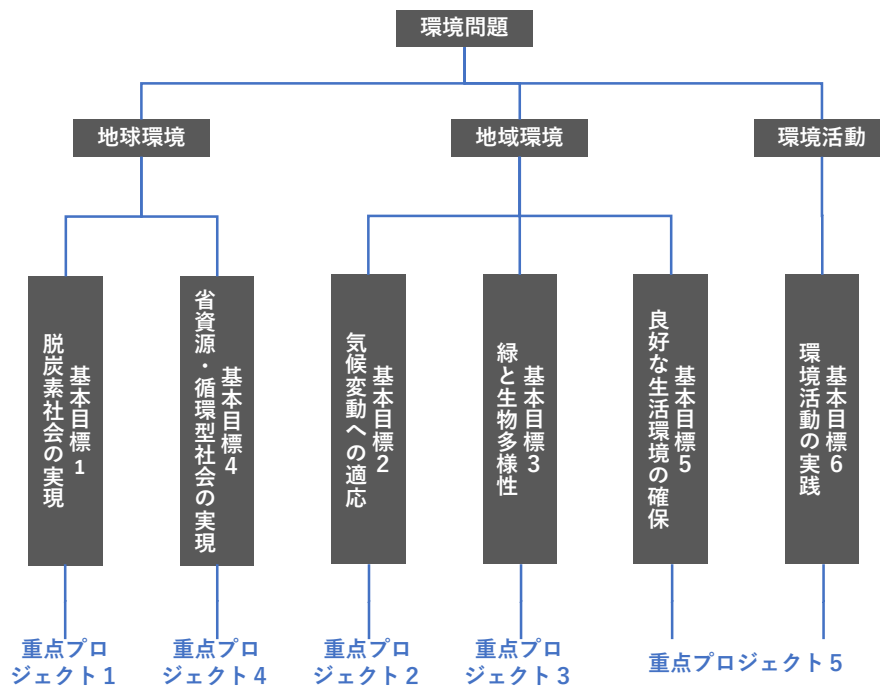 環境問題
地球環境
地域環境
環境活動
基本目標1
脱炭素社会の実現
基本目標4
省資源・循環型社会の実現
基本目標2
気候変動への適応
基本目標3
緑と生物多様性
基本目標5
良好な生活環境の確保
基本目標6
環境活動の実践
重点プロ
ジェクト1
重点プロ
ジェクト4
重点プロ
ジェクト2
重点プロ
ジェクト3
重点プロジェクト5